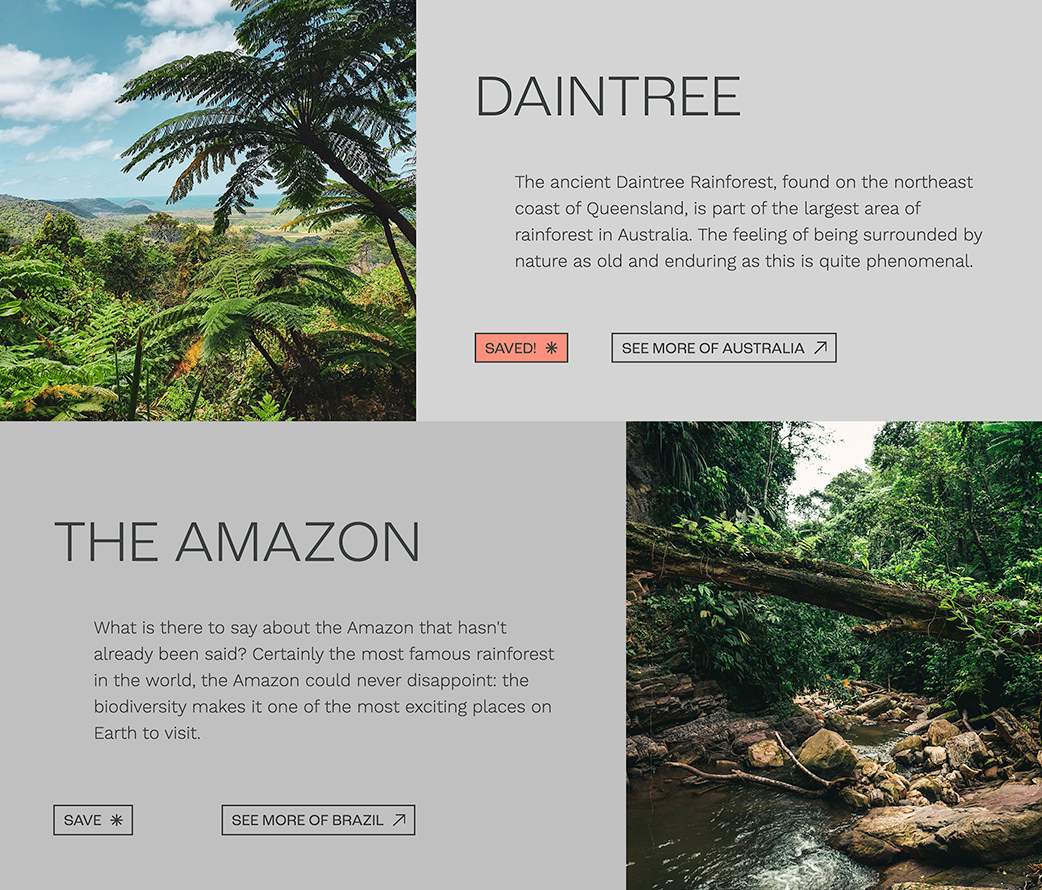 DAINTREE
The ancient Daintree Rainforest, found on the northeast
coast of Queensland, is part of the largest area of
rainforest in Australia. The feeling of being surrounded by
nature as old and enduring as this is quite phenomenal.
SAVED! ✳ SEE MORE OF AUSTRALIA ↗
THE AMAZON
What is there to say about the Amazon that hasn't
already been said? Certainly the most famous rainforest
in the world, the Amazon could never disappoint: the
biodiversity makes it one of the most exciting places on
Earth to visit.
SAVE ✳ SEE MORE OF BRAZIL ↗